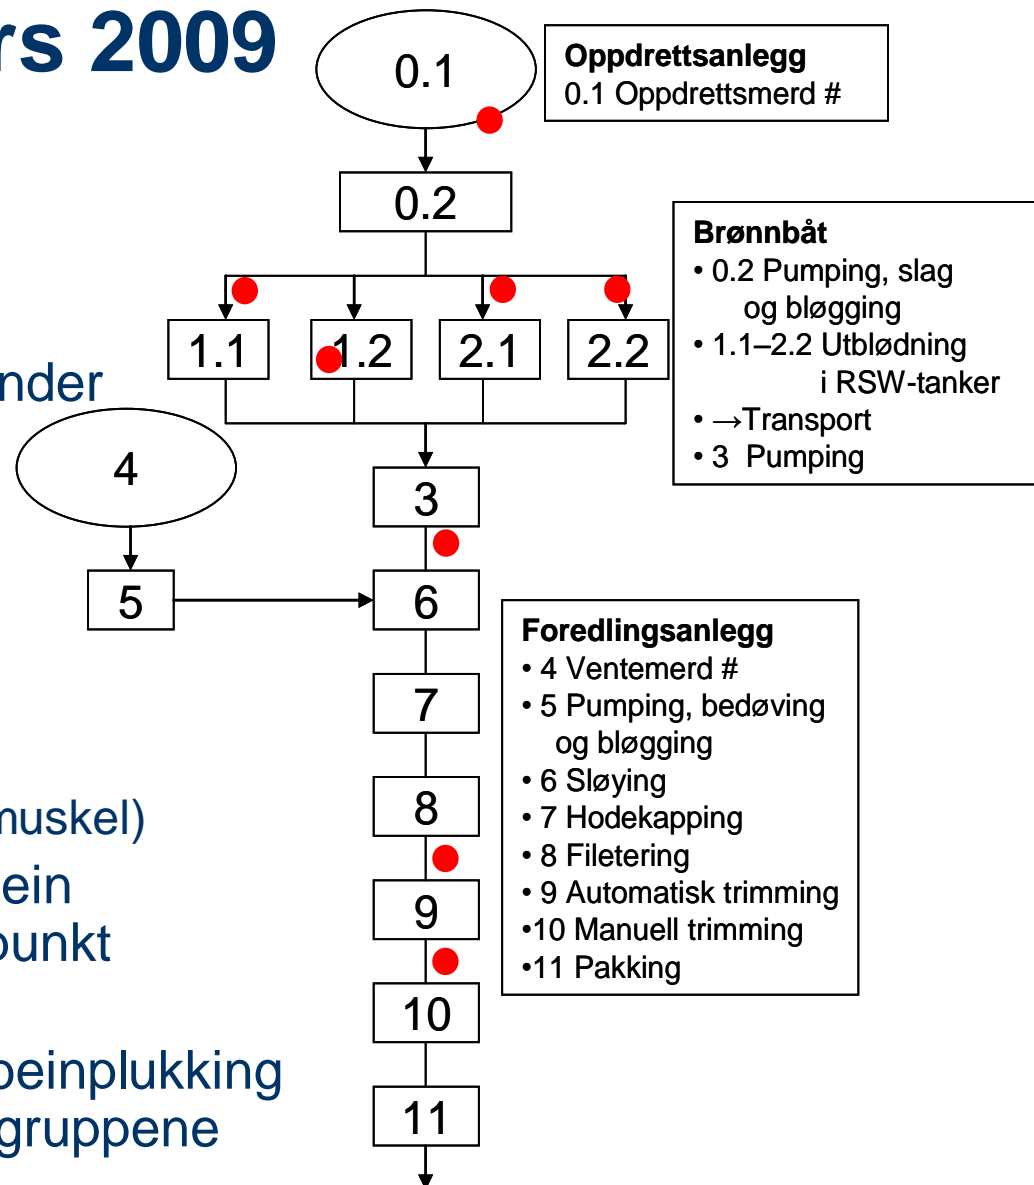 rs 2009
nder
muskel)
ein
punkt
beinplukking
gruppene
0.1
0.2
1.1 1.2 2.1 2.2
3
4
5
6
7
8
9
10
11
Oppdrettsanlegg
0.1 Oppdrettsmerd #
Brønnbåt
• 0.2 Pumping, slag
og bløgging
• 1.1–2.2 Utblødning
i RSW-tanker
• →Transport
• 3 Pumping
Foredlingsanlegg
• 4 Ventemerd #
• 5 Pumping, bedøving
og bløgging
• 6 Sløying
• 7 Hodekapping
• 8 Filetering
• 9 Automatisk trimming
•10 Manuell trimming
•11 Pakking